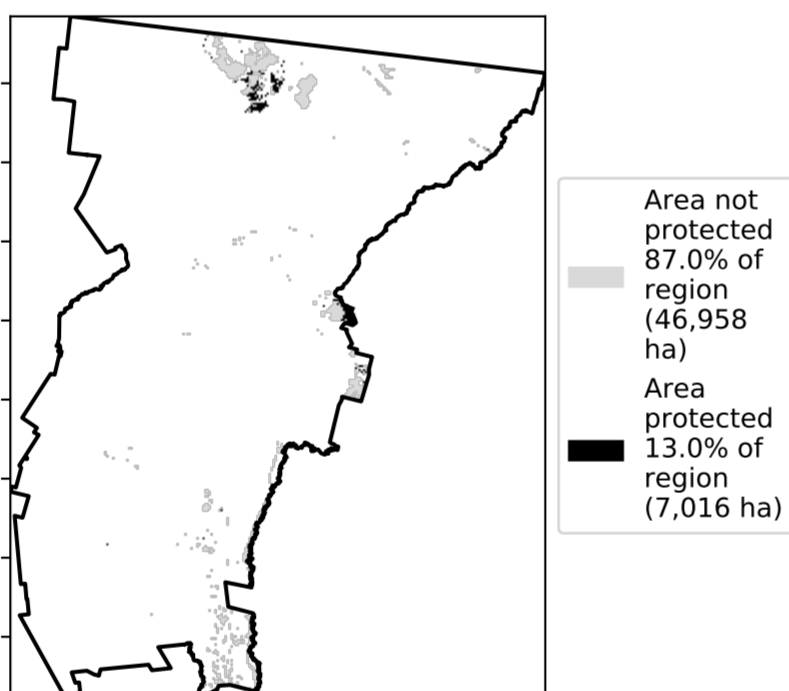 Area not
protected
87.0% of
region
(46,958
ha)
Area
protected
13.0% of
region
(7,016 ha)